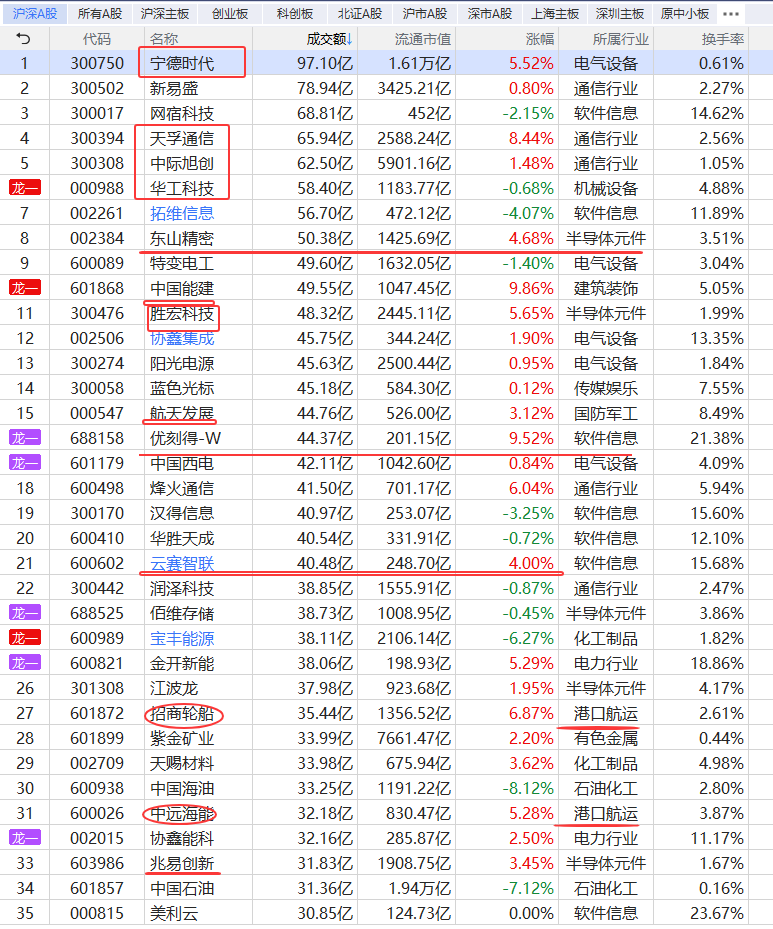 沪深A股 所有A股 沪深主板 创业板 科创板 北证A股 沪市A股 深市A股 上海主板 深圳主板 原中小板 •••
代码 名称 成交额↓ 流通市值 涨幅 所属行业 换手率
1 300750 宁德时代 97.10亿 1.61万亿 5.52% 电气设备 0.61%
2 300502 新易盛 78.94亿 3425.21亿 0.80% 通信行业 2.27%
3 300017 网宿科技 68.81亿 452亿 -2.15% 软件信息 14.62%
4 300394 天孚通信 65.94亿 2588.24亿 8.44% 通信行业 2.56%
5 300308 中际旭创 62.50亿 5901.16亿 1.48% 通信行业 1.05%
龙一 000988 华工科技 58.40亿 1183.77亿 -0.68% 机械设备 4.88%
7 002261 拓维信息 56.70亿 472.12亿 -4.07% 软件信息 11.89%
8 002384 东山精密 50.38亿 1425.69亿 4.68% 半导体元件 3.51%
9 600089 特变电工 49.60亿 1632.05亿 -1.40% 电气设备 3.04%
龙一 601868 中国能建 49.55亿 1047.45亿 9.86% 建筑装饰 5.05%
11 300476 胜宏科技 48.32亿 2445.11亿 5.65% 半导体元件 1.99%
12 002506 协鑫集成 45.75亿 344.24亿 1.90% 电气设备 13.35%
13 300274 阳光电源 45.63亿 2500.44亿 0.95% 电气设备 1.84%
14 300058 蓝色光标 45.18亿 584.30亿 0.12% 传媒娱乐 7.55%
15 000547 航天发展 44.76亿 526.00亿 3.12% 国防军工 8.49%
龙一 688158 优刻得-W 44.37亿 201.15亿 9.52% 软件信息 21.38%
龙一 601179 中国西电 42.11亿 1042.60亿 0.84% 电气设备 4.09%
18 600498 烽火通信 41.50亿 701.17亿 6.04% 通信行业 5.94%
19 300170 汉得信息 40.97亿 253.07亿 -3.25% 软件信息 15.60%
20 600410 华胜天成 40.54亿 331.91亿 -0.72% 软件信息 12.10%
21 600602 云赛智联 40.48亿 248.70亿 4.00% 软件信息 15.68%
22 300442 润泽科技 38.85亿 1555.91亿 -0.87% 通信行业 2.47%
龙一 688525 佰维存储 38.73亿 1008.95亿 -0.45% 半导体元件 3.86%
龙一 600989 宝丰能源 38.11亿 2106.14亿 -6.27% 化工制品 1.82%
龙一 600821 金开新能 38.06亿 198.93亿 5.29% 电力行业 18.86%
26 301308 江波龙 37.98亿 923.68亿 1.95% 半导体元件 4.17%
27 601872 招商轮船 35.44亿 1356.52亿 6.87% 港口航运 2.61%
28 601899 紫金矿业 33.99亿 7661.47亿 2.20% 有色金属 0.44%
29 002709 天赐材料 33.98亿 675.94亿 3.62% 化工制品 4.98%
30 600938 中国海油 33.25亿 1191.22亿 -8.12% 石油化工 2.80%
31 600026 中远海能 32.18亿 830.47亿 5.28% 港口航运 3.87%
龙一 002015 协鑫能科 32.16亿 285.87亿 2.50% 电力行业 11.17%
33 603986 兆易创新 31.83亿 1908.75亿 3.45% 半导体元件 1.67%
34 601857 中国石油 31.36亿 1.94万亿 -7.12% 石油化工 0.16%
35 000815 美利云 30.85亿 124.73亿 0.00% 软件信息 23.67%